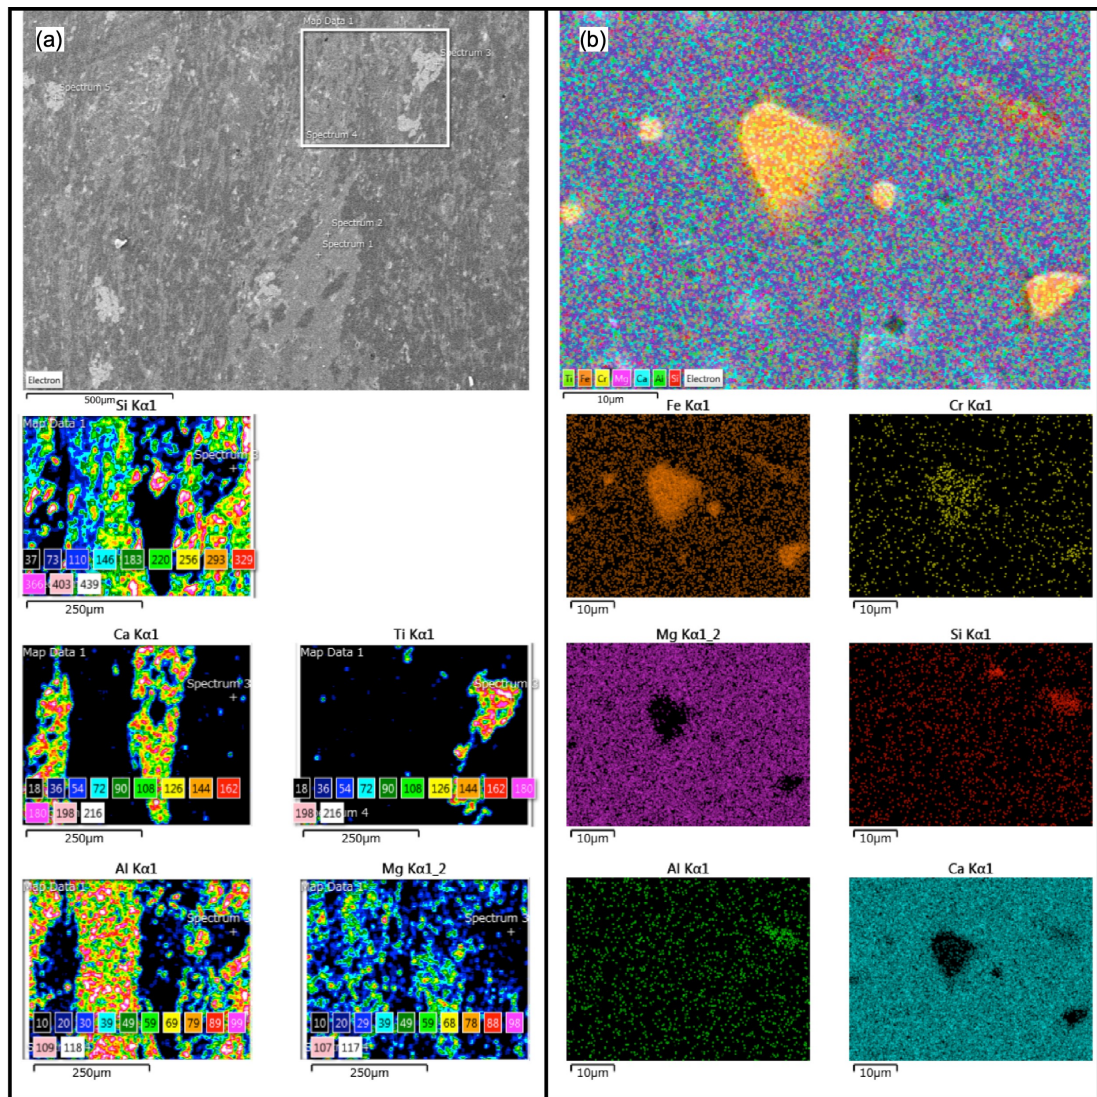 (a)
Map Data 1
Spectrum 3
Spectrum 5
Spectrum 4
Spectrum 2
Spectrum 1
Electron
500µm
Si Kα1
Map Data 1
Spectrum 3
37 73 110 146 183 220 256 293 329
366 403 439
250µm
Ca Kα1
Map Data 1
Spectrum 3
18 36 54 72 90 108 126 144 162
180 198 216
250µm
Ti Kα1
Map Data 1
Spectrum 3
18 36 54 72 90 108 126 144 162 180
198 216
250µm
Al Kα1
Map Data 1
Spectrum 3
10 20 30 39 49 59 69 79 89 99
109 118
250µm
Mg Kα1_2
Map Data 1
Spectrum 3
10 20 29 39 49 59 68 78 88 98
107 117
250µm
(b)
Ti Fe Cr Mg Ca Al Si Electron
10µm
Fe Kα1
10µm
Cr Kα1
10µm
Mg Kα1_2
10µm
Si Kα1
10µm
Al Kα1
10µm
Ca Kα1
10µm